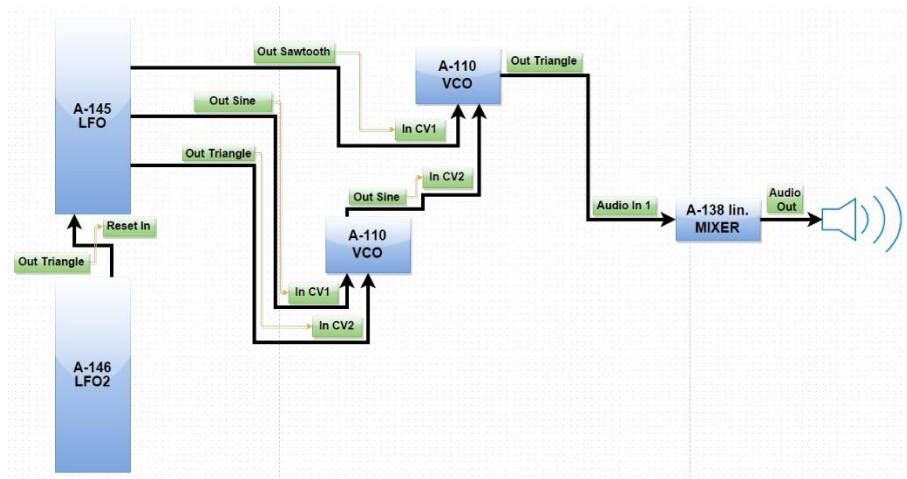 Out Sawtooth
A-110
VCO
Out Triangle
A-145
LFO
Out Sine
In CV1
Out Triangle
In CV2
Out Sine
Audio In 1
A-138 lin.
MIXER
Audio
Out
Reset In
A-110
VCO
Out Triangle
In CV1
In CV2
A-146
LFO2